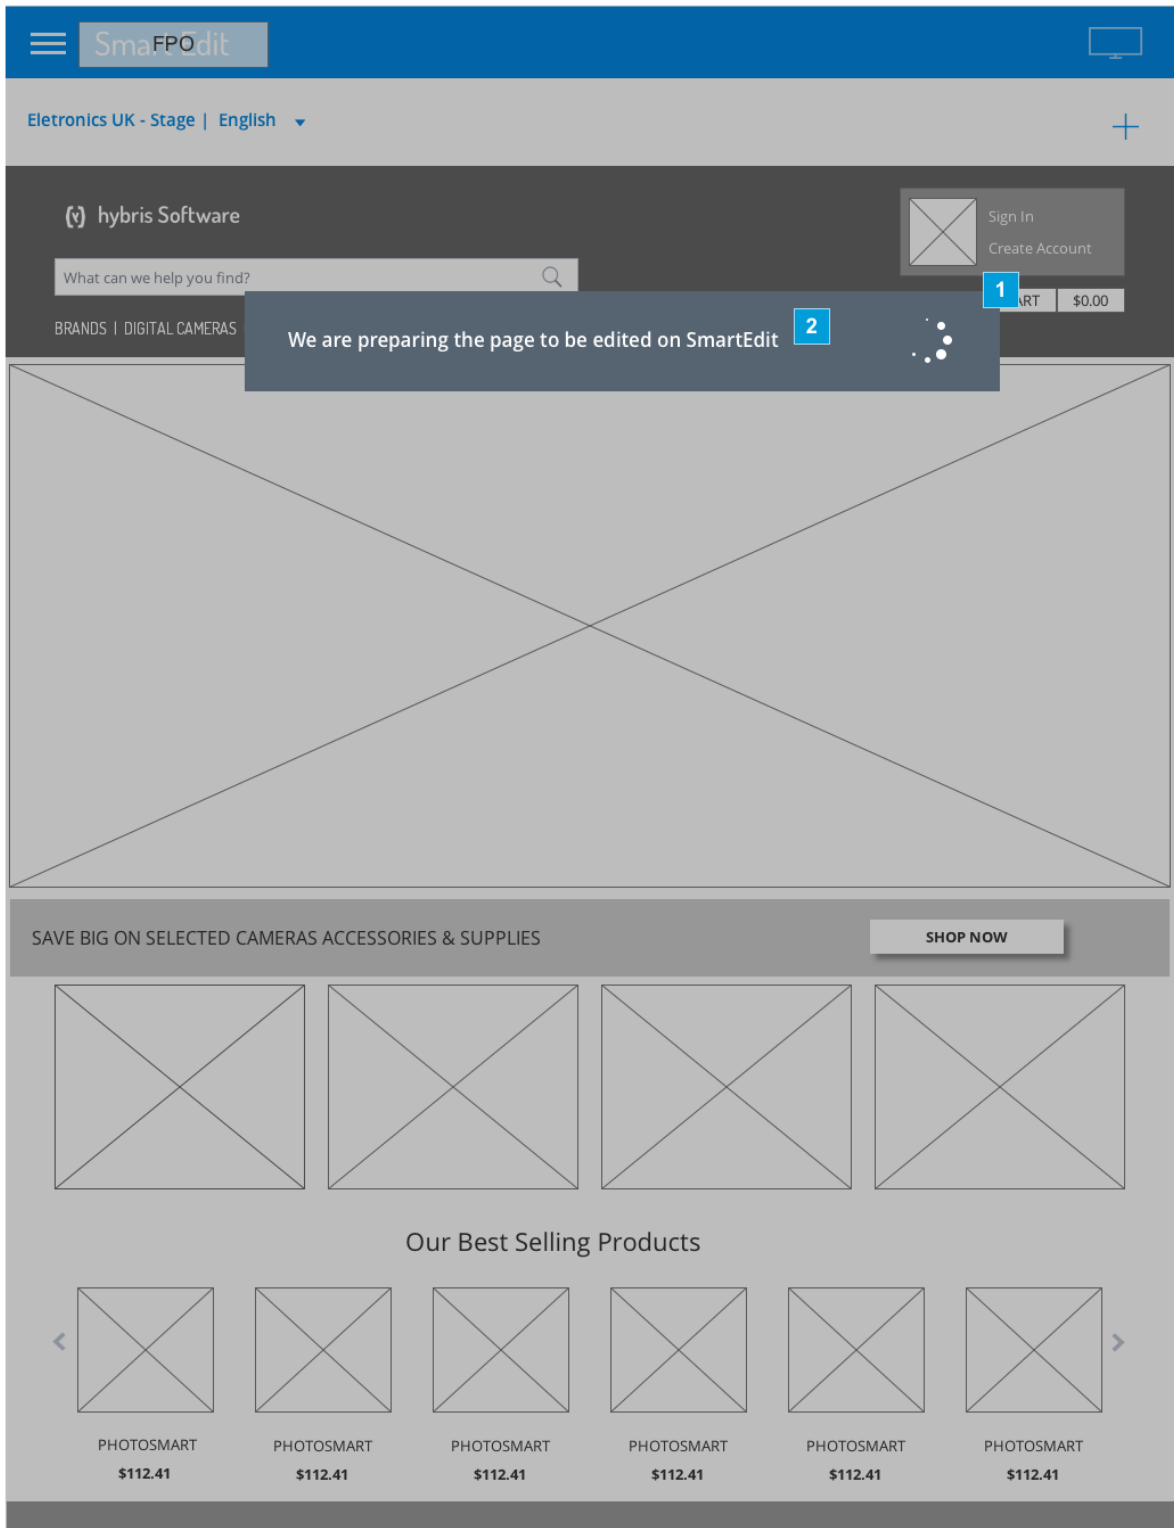 Smart Edit
FPO
Eletronics UK - Stage | English
hybris Software
Sign In
Create Account
What can we help you find?
1
ART $0.00
BRANDS | DIGITAL CAMERAS
We are preparing the page to be edited on SmartEdit 2
SAVE BIG ON SELECTED CAMERAS ACCESSORIES & SUPPLIES SHOP NOW
Our Best Selling Products
PHOTOSMART PHOTOSMART PHOTOSMART PHOTOSMART PHOTOSMART PHOTOSMART
$112.41 $112.41 $112.41 $112.41 $112.41 $112.41